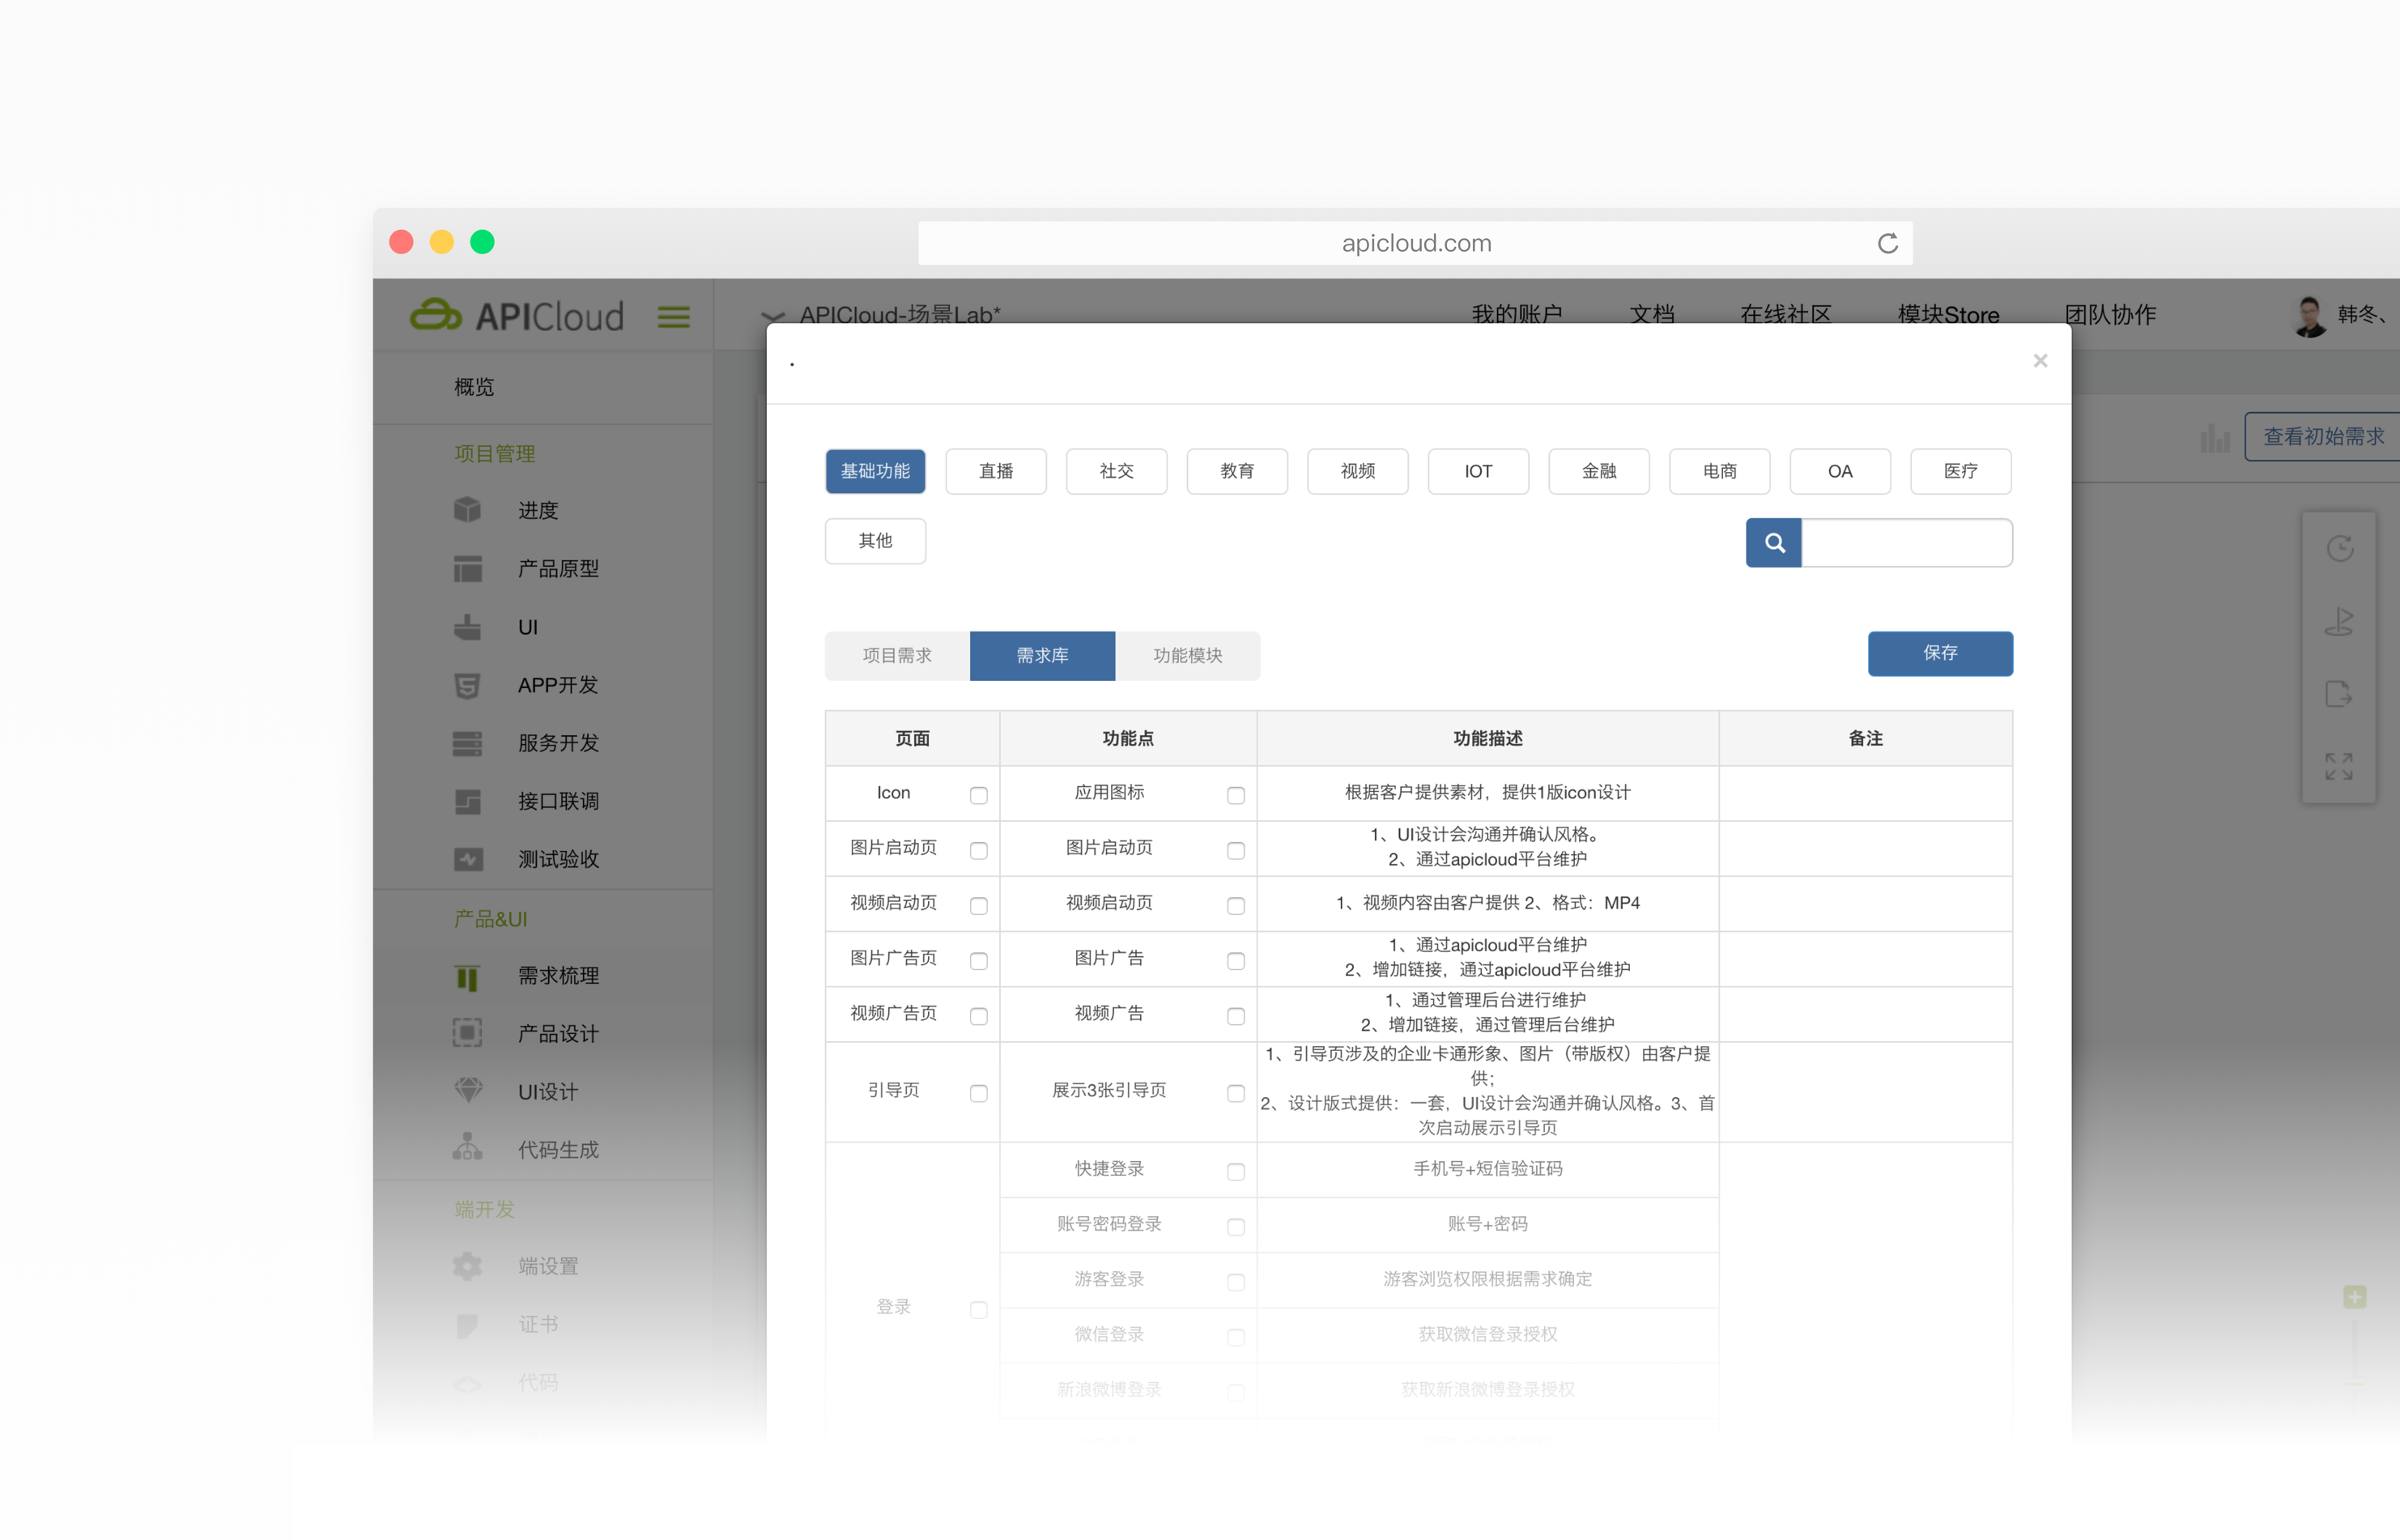 apicloud.com
APICloud
APICloud-场景Lab*
我的账户
文档
在线社区
模块Store
团队协作
韩冬、
概览
项目管理
进度
产品原型
UI
APP开发
服务开发
接口联调
测试验收
产品&UI
需求梳理
产品设计
UI设计
代码生成
端开发
端设置
证书
代码
查看初始需求
.
×
基础功能
直播
社交
教育
视频
IOT
金融
电商
OA
医疗
其他
项目需求
需求库
功能模块
保存
页面 功能点 功能描述 备注
Icon 应用图标 根据客户提供素材，提供1版icon设计
图片启动页 图片启动页 1、UI设计会沟通并确认风格。
2、通过apicloud平台维护
视频启动页 视频启动页 1、视频内容由客户提供 2、格式：MP4
图片广告页 图片广告 1、通过apicloud平台维护
2、增加链接，通过apicloud平台维护
视频广告页 视频广告 1、通过管理后台进行维护
2、增加链接，通过管理后台维护
引导页 展示3张引导页 1、引导页涉及的企业卡通形象、图片（带版权）由客户提
供；
2、设计版式提供：一套，UI设计会沟通并确认风格。3、首
次启动展示引导页
登录
快捷登录 手机号+短信验证码
账号密码登录 账号+密码
游客登录 游客浏览权限根据需求确定
微信登录 获取微信登录授权
新浪微博登录 获取新浪微博登录授权